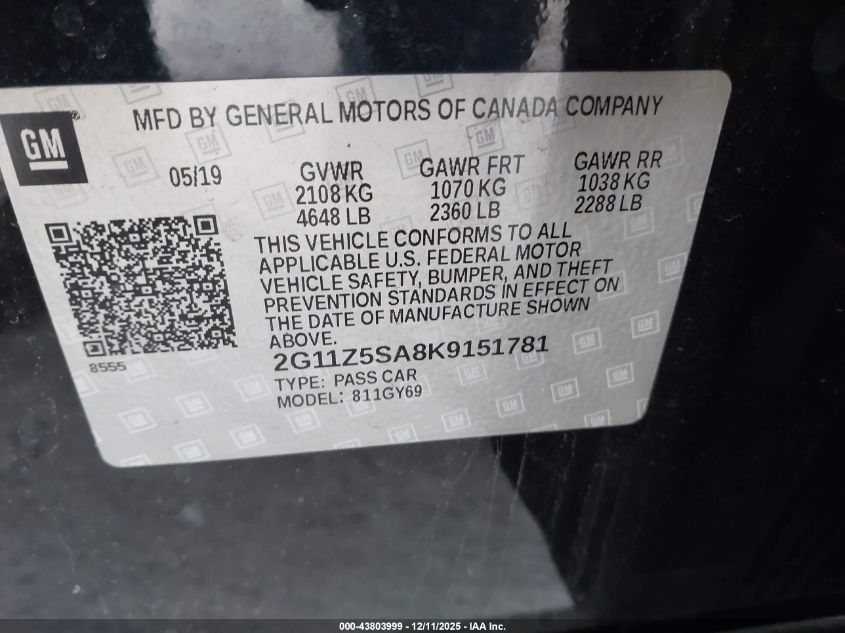 MFD BY GENERAL MOTORS OF CANADA COMPANY
GM
05/19
GVWR
2108 KG
4648 LB
GAWR FRT
1070 KG
2360 LB
GAWR RR
1038 KG
2288 LB
THIS VEHICLE CONFORMS TO ALL
APPLICABLE U.S. FEDERAL MOTOR
VEHICLE SAFETY, BUMPER, AND THEFT
PREVENTION STANDARDS IN EFFECT ON
THE DATE OF MANUFACTURE SHOWN
ABOVE.
8555
2G11Z5SA8K9151781
TYPE: PASS CAR
MODEL: 811GY69
000-43803999 - 12/11/2025 - IAA Inc.